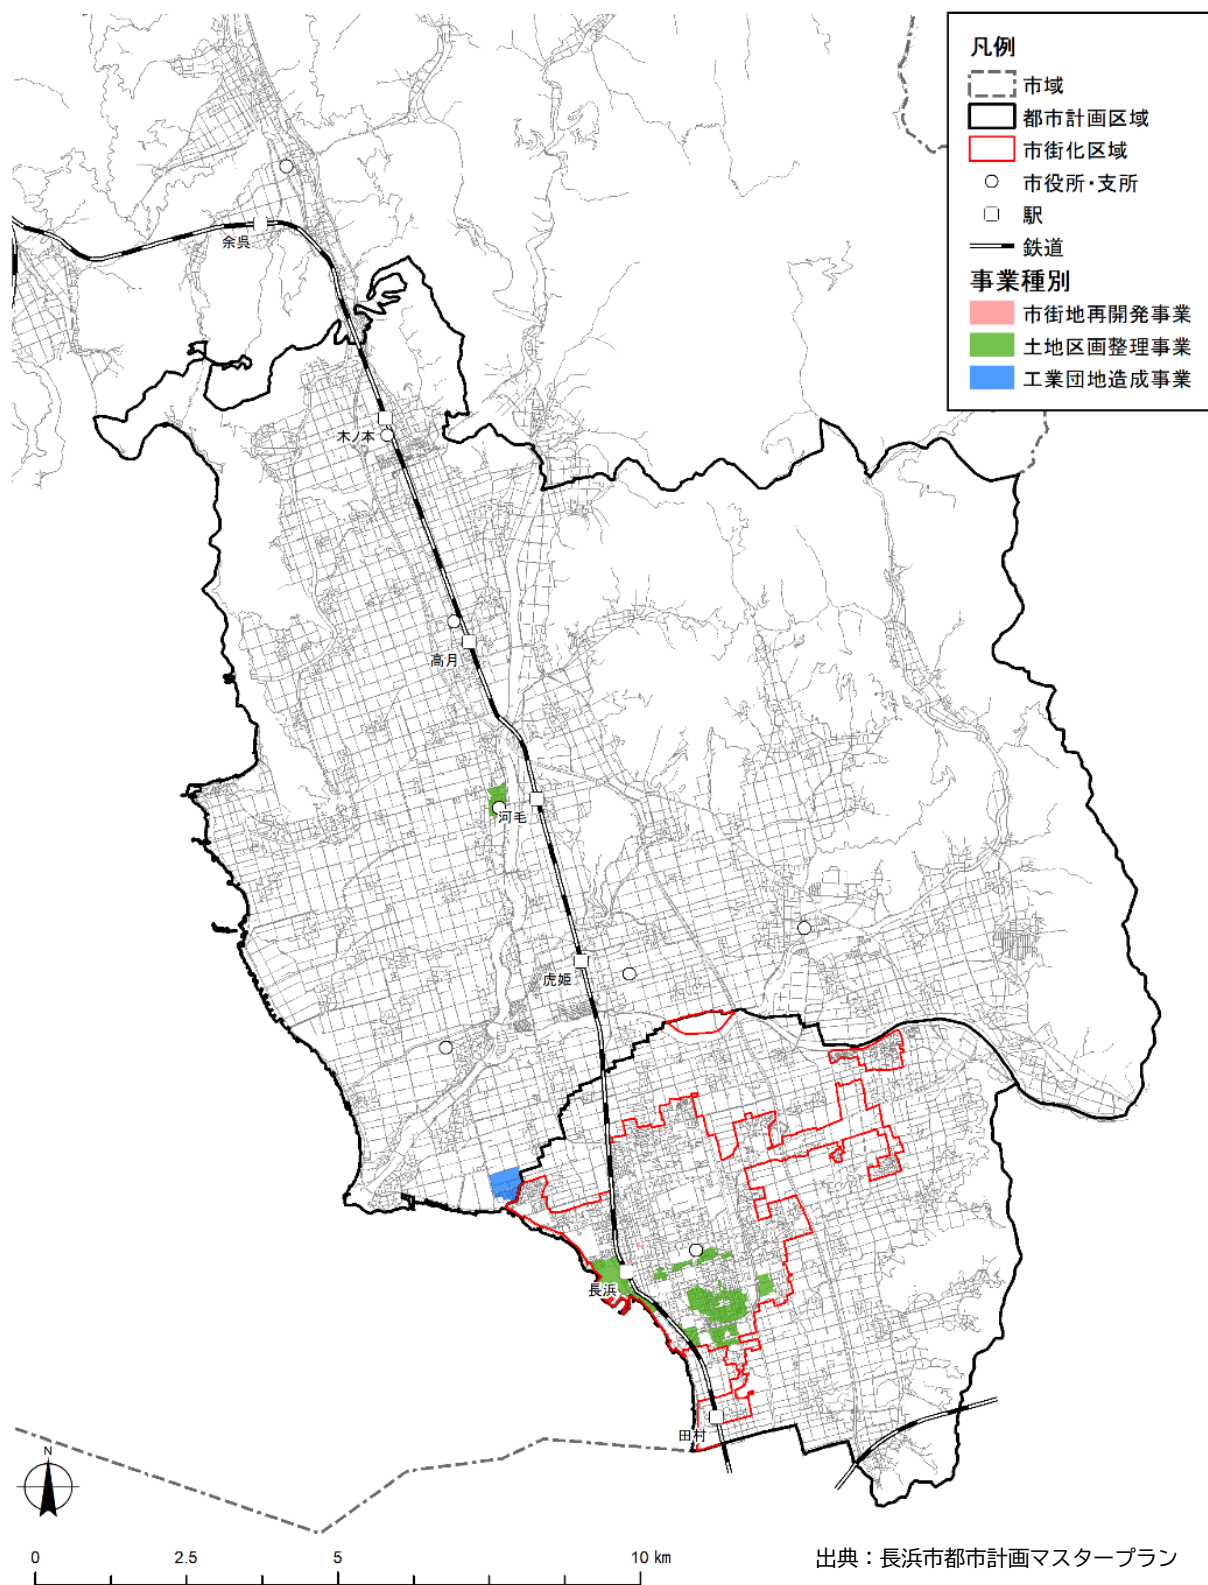 凡例
市域
都市計画区域
市街化区域
市役所・支所
駅
鉄道
事業種別
市街地再開発事業
土地区画整理事業
工業団地造成事業
余呉
木ノ本
高月
河毛
虎姫
長浜
田村
N
0 2.5 5 10 km
出典：長浜市都市計画マスタープラン